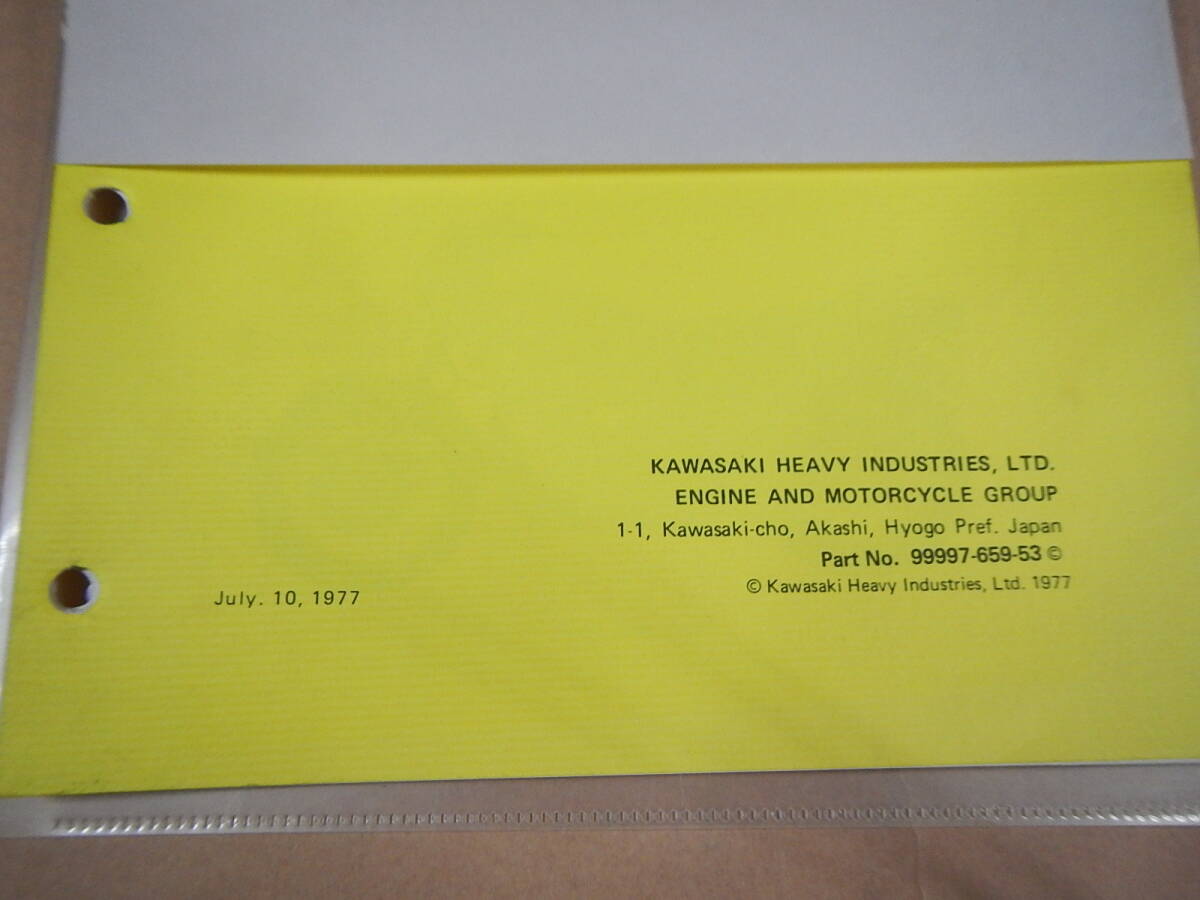 KAWASAKI HEAVY INDUSTRIES, LTD.
ENGINE AND MOTORCYCLE GROUP
1-1, Kawasaki-cho, Akashi, Hyogo Pref. Japan
Part No. 99997-659-53 ©
© Kawasaki Heavy Industries, Ltd. 1977
July. 10, 1977